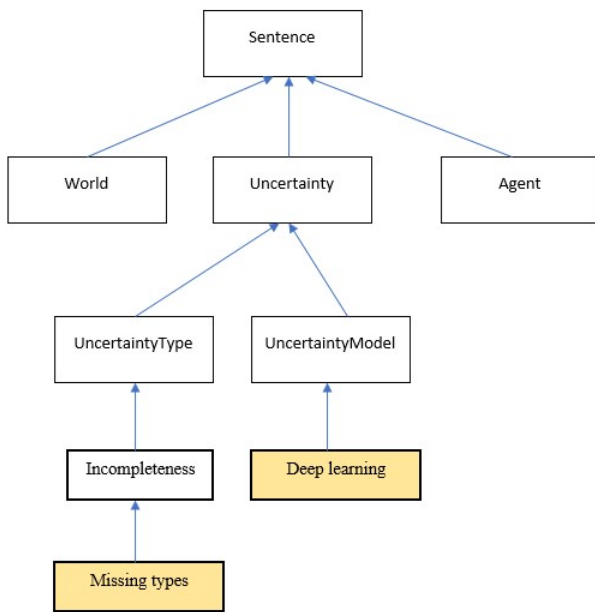 Sentence
World
Uncertainty
Agent
UncertaintyType
UncertaintyModel
Incompleteness
Deep learning
Missing types